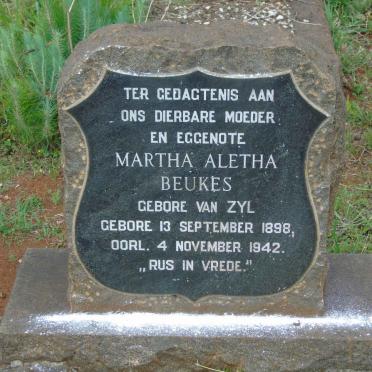 TER GEDAGTENIS AAN
ONS DIERBARE MOEDER
EN EGGENOTE
MARTHA ALETHA
BEUKES
GEBORE VAN ZYL
GEBORE 13 SEPTEMBER 1898,
OORL. 4 NOVEMBER 1942.
„RUS IN VREDE."